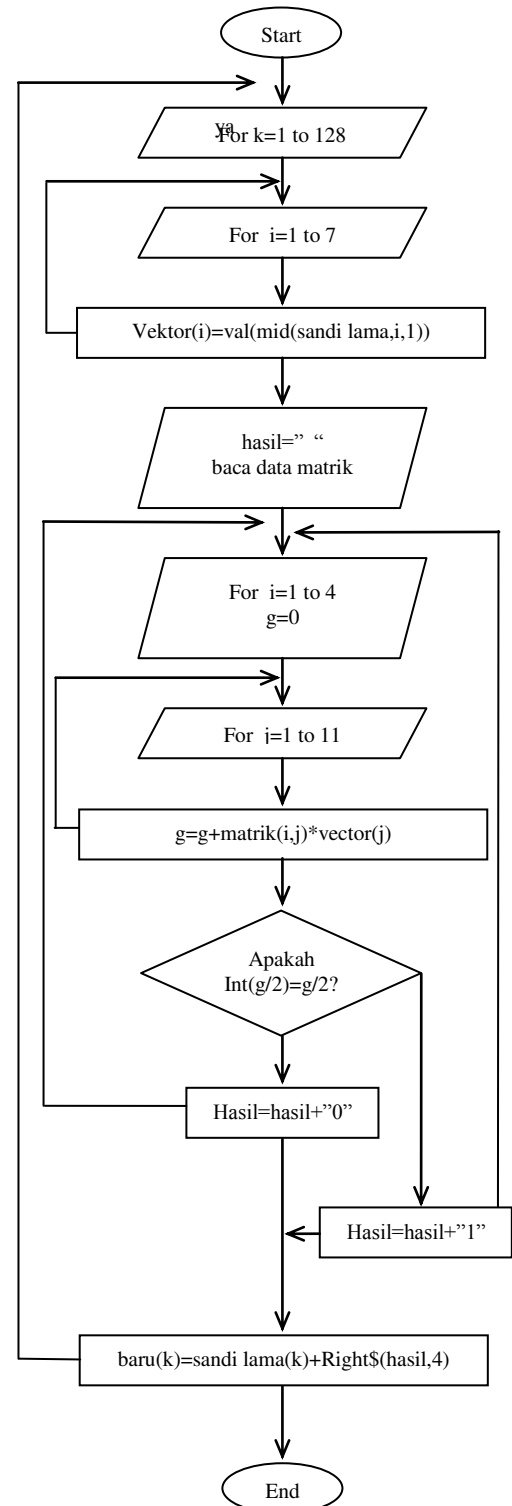 Start
ya
For k=1 to 128
For i=1 to 7
Vektor(i)=val(mid(sandi lama,i,1))
hasil=” “
baca data matrik
For i=1 to 4
g=0
For j=1 to 11
g=g+matrik(i,j)*vector(j)
Apakah
Int(g/2)=g/2?
Hasil=hasil+”0”
Hasil=hasil+”1”
baru(k)=sandi lama(k)+Right$(hasil,4)
End